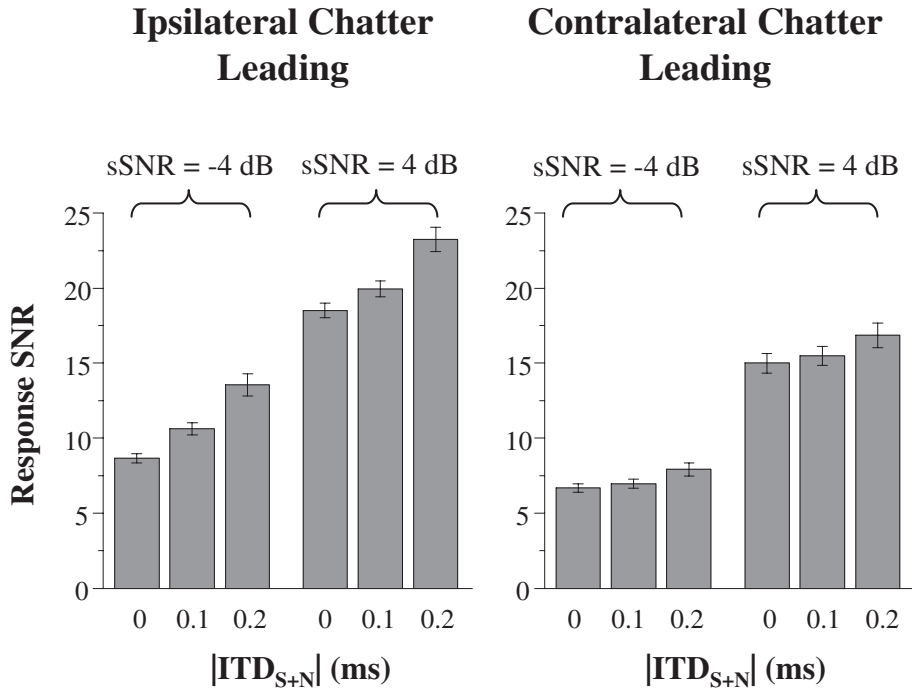 Ipsilateral Chatter
Leading
Contralateral Chatter
Leading
sSNR = -4 dB
sSNR = 4 dB
sSNR = -4 dB
sSNR = 4 dB
Response SNR
25
20
15
10
5
0
0 0.1 0.2 0 0.1 0.2
|ITD_S+N| (ms)
25
20
15
10
5
0
0 0.1 0.2 0 0.1 0.2
|ITD_S+N| (ms)